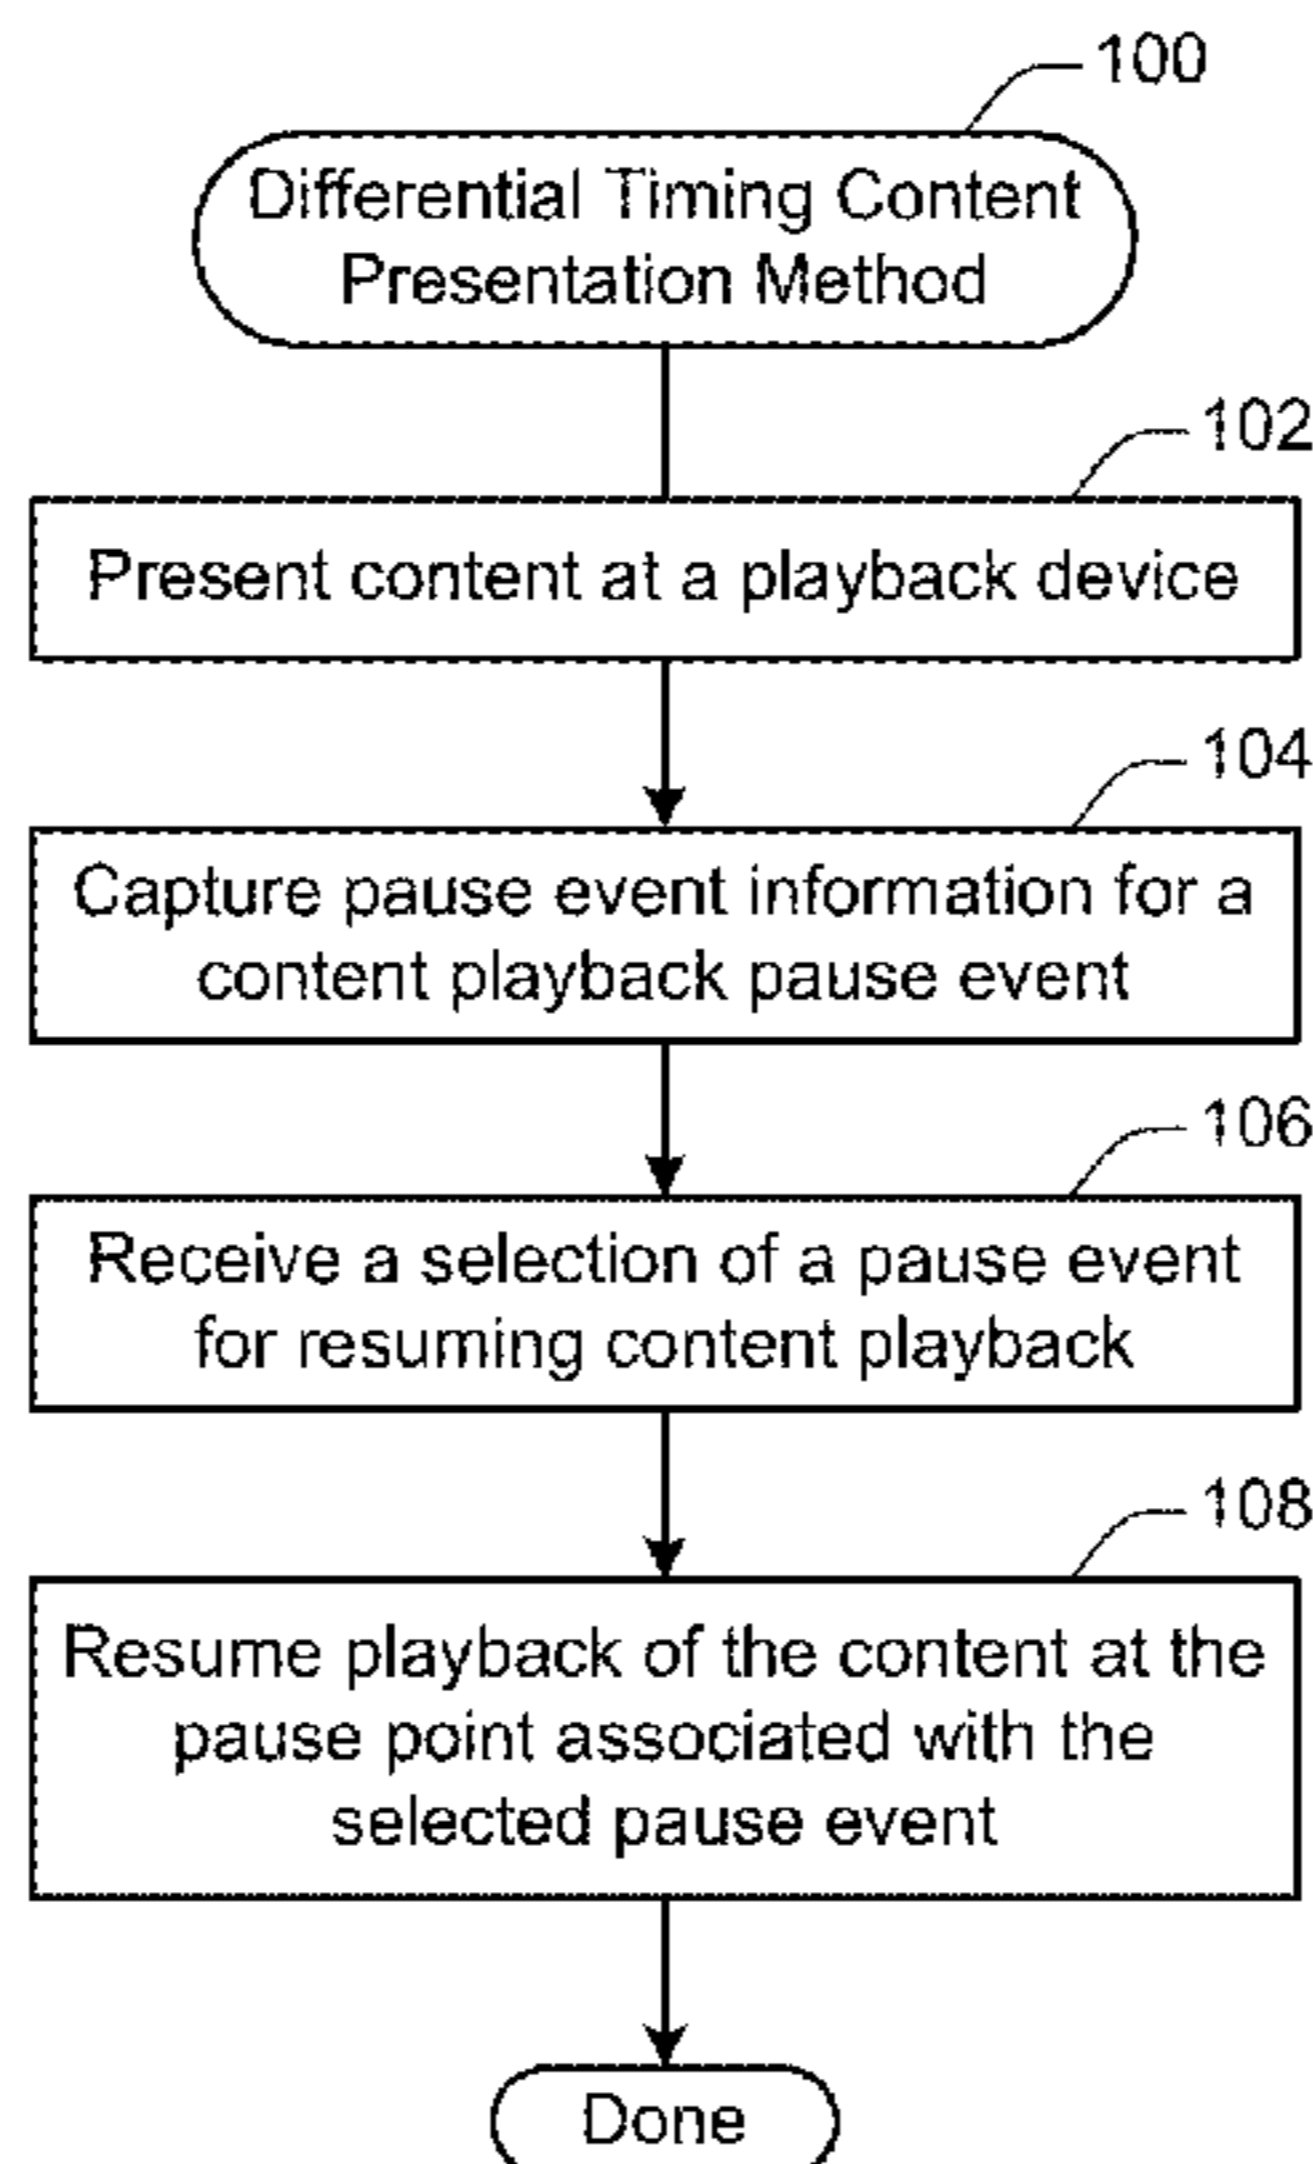 100
Differential Timing Content
Presentation Method
102
Present content at a playback device
104
Capture pause event information for a
content playback pause event
106
Receive a selection of a pause event
for resuming content playback
108
Resume playback of the content at the
pause point associated with the
selected pause event
Done